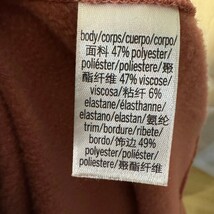 body/corps/cuerpo/corpo/
面料 47% polyester/
poliéster/poliestere/聚
酯纤维 47% viscose/
viscosa/粘纤 6%
elastane/élasthanne/
elastano/elastan/氨纶
trim/bordure/ribete/
bordo/饰边 49%
polyester/poliéster/
poliestere/聚酯纤维